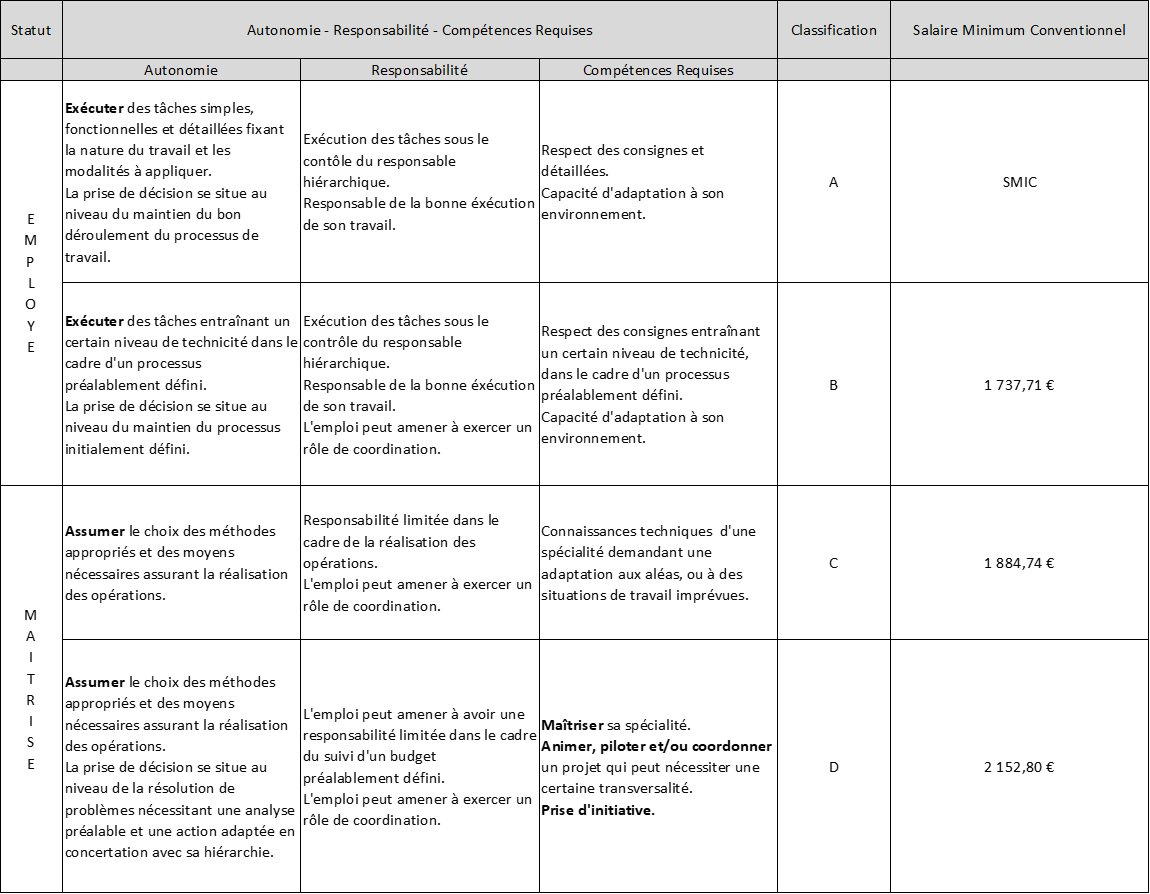 Statut
Autonomie - Responsabilité - Compétences Requises
Classification
Salaire Minimum Conventionnel
Autonomie
Responsabilité
Compétences Requises
E
M
P
L
O
Y
E
Exécuter des tâches simples,
fonctionnelles et détaillées fixant
la nature du travail et les
modalités à appliquer.
La prise de décision se situe au
niveau du maintien du bon
déroulement du processus de
travail.
Exécution des tâches sous le
contôle du responsable
hiérarchique.
Responsable de la bonne éxécution
de son travail.
Respect des consignes et
détaillées.
Capacité d'adaptation à son
environnement.
A
SMIC
Exécuter des tâches entraînant un
certain niveau de technicité dans le
cadre d'un processus
préalablement défini.
La prise de décision se situe au
niveau du maintien du processus
initialement défini.
Exécution des tâches sous le
contrôle du responsable
hiérarchique.
Responsable de la bonne éxécution
de son travail.
L'emploi peut amener à exercer un
rôle de coordination.
Respect des consignes entraînant
un certain niveau de technicité,
dans le cadre d'un processus
préalablement défini.
Capacité d'adaptation à son
environnement.
B
1 737,71 €
M
A
I
T
R
I
S
E
Assumer le choix des méthodes
appropriés et des moyens
nécessaires assurant la réalisation
des opérations.
Responsabilité limitée dans le
cadre de la réalisation des
opérations.
L'emploi peut amener à exercer un
rôle de coordination.
Connaissances techniques  d'une
spécialité demandant une
adaptation aux aléas, ou à des
situations de travail imprévues.
C
1 884,74 €
Assumer le choix des méthodes
appropriés et des moyens
nécessaires assurant la réalisation
des opérations.
La prise de décision se situe au
niveau de la résolution de
problèmes nécessitant une analyse
préalable et une action adaptée en
concertation avec sa hiérarchie.
L'emploi peut amener à avoir une
responsabilité limitée dans le cadre
du suivi d'un budget
préalablement défini.
L'emploi peut amener à exercer un
rôle de coordination.
Maîtriser sa spécialité.
Animer, piloter et/ou coordonner
un projet qui peut nécessiter une
certaine transversalité.
Prise d'initiative.
D
2 152,80 €